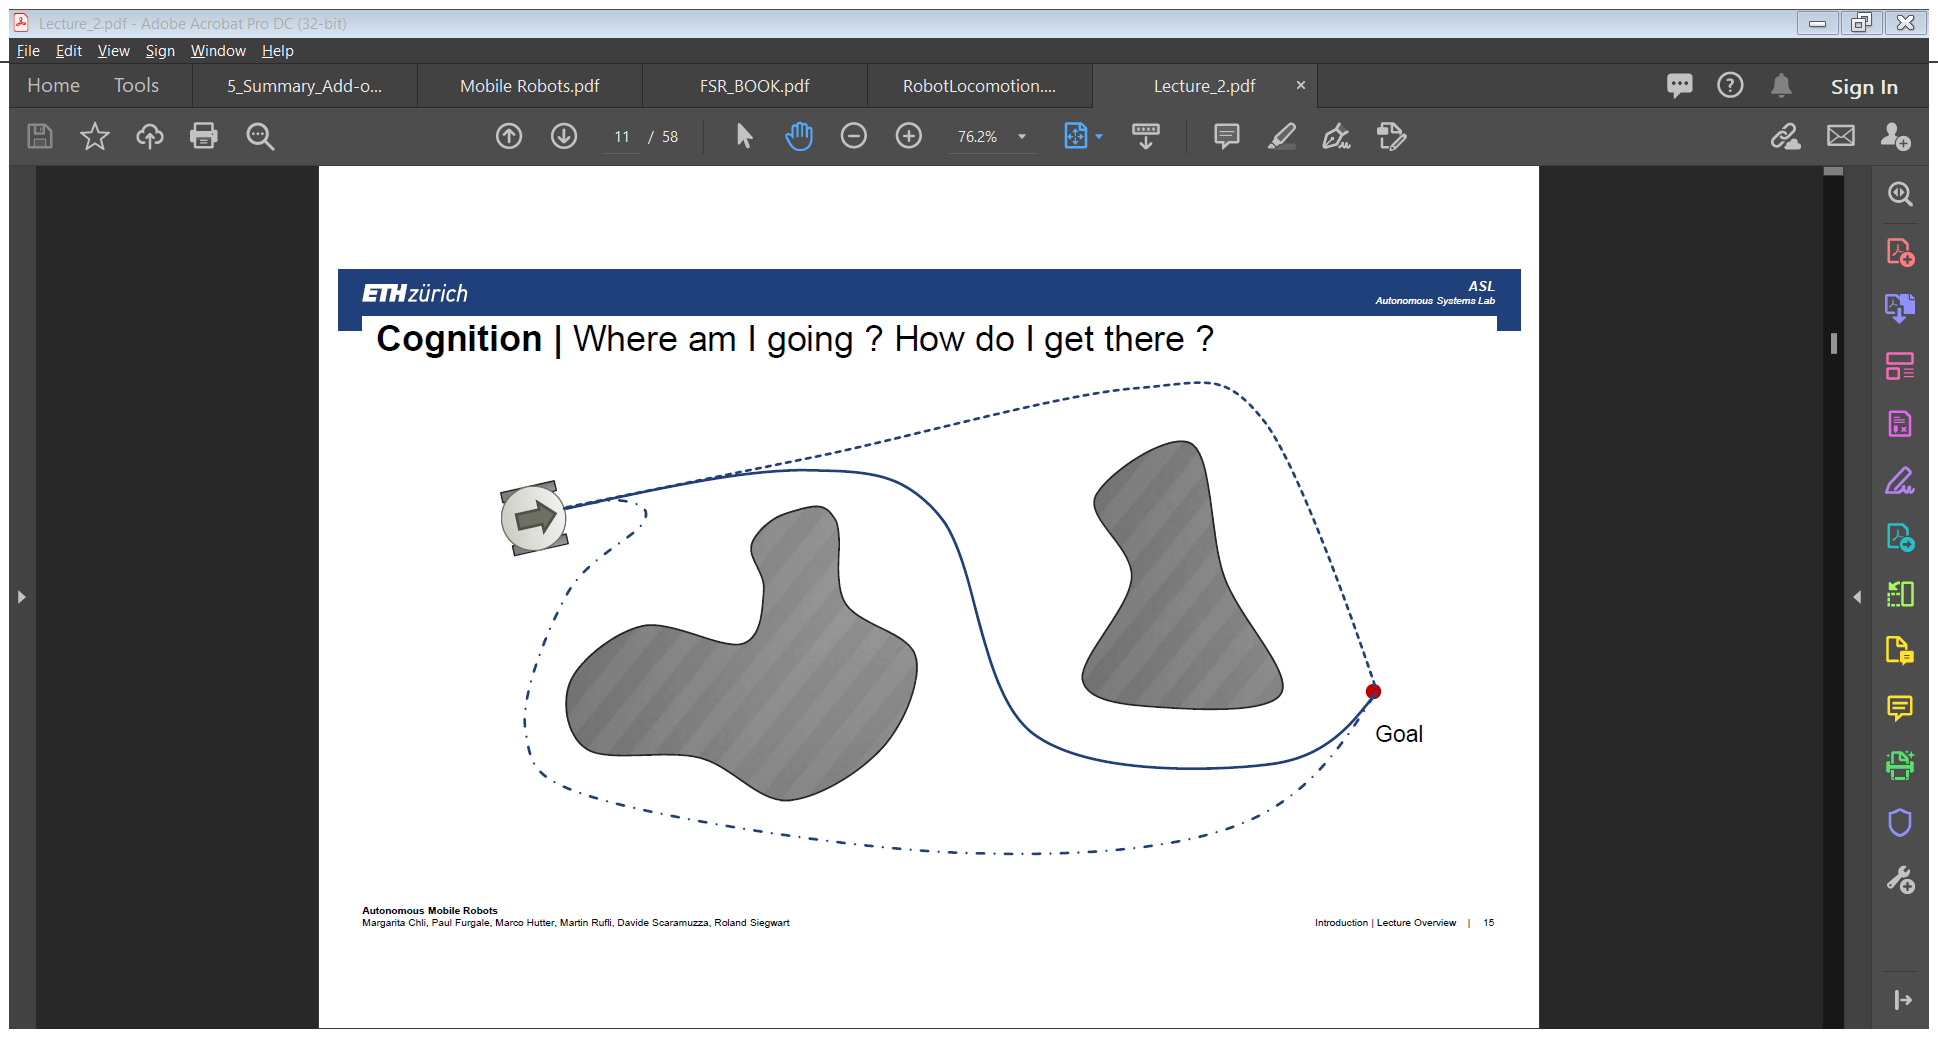 Lecture_2.pdf - Adobe Acrobat Pro DC (32-bit)
File Edit View Sign Window Help
Home Tools 5_Summary_Add-o... Mobile Robots.pdf FSR_BOOK.pdf RobotLocomotion.... Lecture_2.pdf × Sign In
11 / 58 76.2%
ETH zürich
ASL
Autonomous Systems Lab
Cognition | Where am I going ? How do I get there ?
Goal
Autonomous Mobile Robots
Margarita Chli, Paul Furgale, Marco Hutter, Martin Rufli, Davide Scaramuzza, Roland Siegwart
Introduction | Lecture Overview | 15